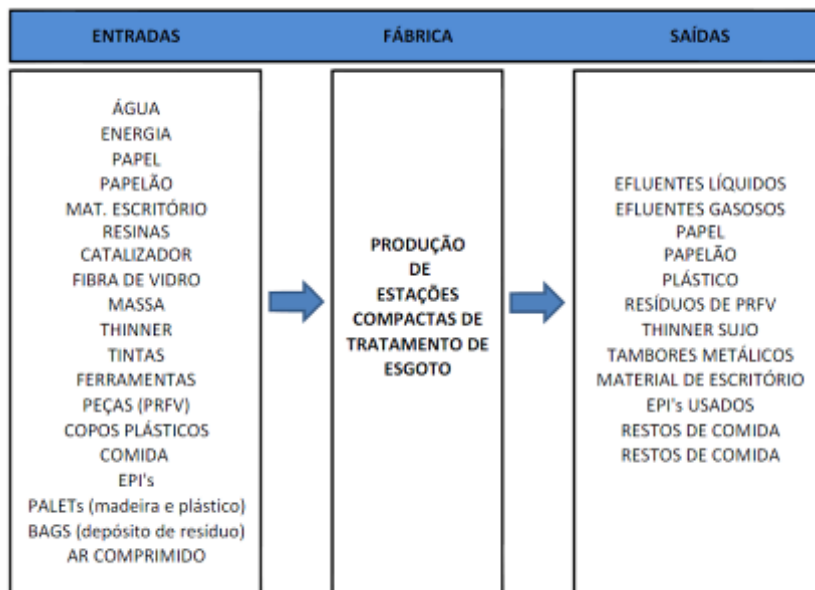 ENTRADAS
FÁBRICA
SAÍDAS
ÁGUA
ENERGIA
PAPEL
PAPELÃO
MAT. ESCRITÓRIO
RESINAS
CATALIZADOR
FIBRA DE VIDRO
MASSA
THINNER
TINTAS
FERRAMENTAS
PEÇAS (PRFV)
COPOS PLÁSTICOS
COMIDA
EPI's
PALETs (madeira e plástico)
BAGS (depósito de resíduo)
AR COMPRIMIDO
PRODUÇÃO
DE
ESTAÇÕES
COMPACTAS DE
TRATAMENTO DE
ESGOTO
EFLUENTES LÍQUIDOS
EFLUENTES GASOSOS
PAPEL
PAPELÃO
PLÁSTICO
RESÍDUOS DE PRFV
THINNER SUJO
TAMBORES METÁLICOS
MATERIAL DE ESCRITÓRIO
EPI's USADOS
RESTOS DE COMIDA
RESTOS DE COMIDA